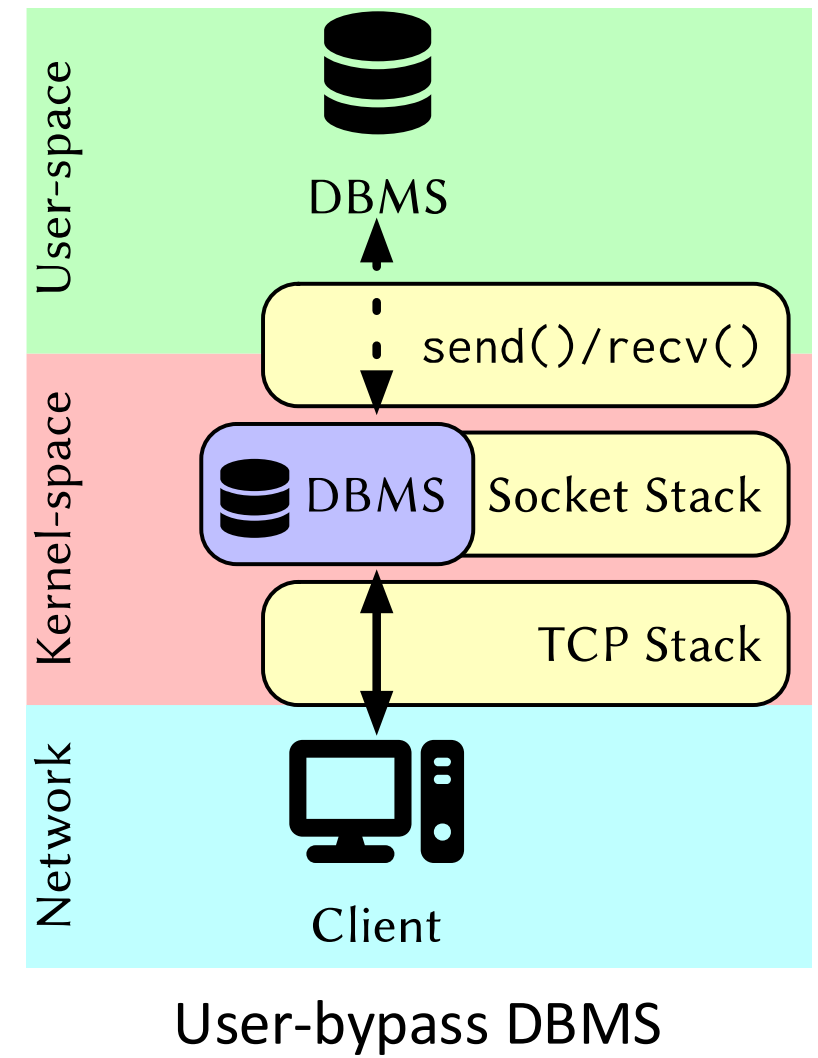 User-space
DBMS
send()/recv()
Kernel-space
DBMS
Socket Stack
TCP Stack
Network
Client
User-bypass DBMS